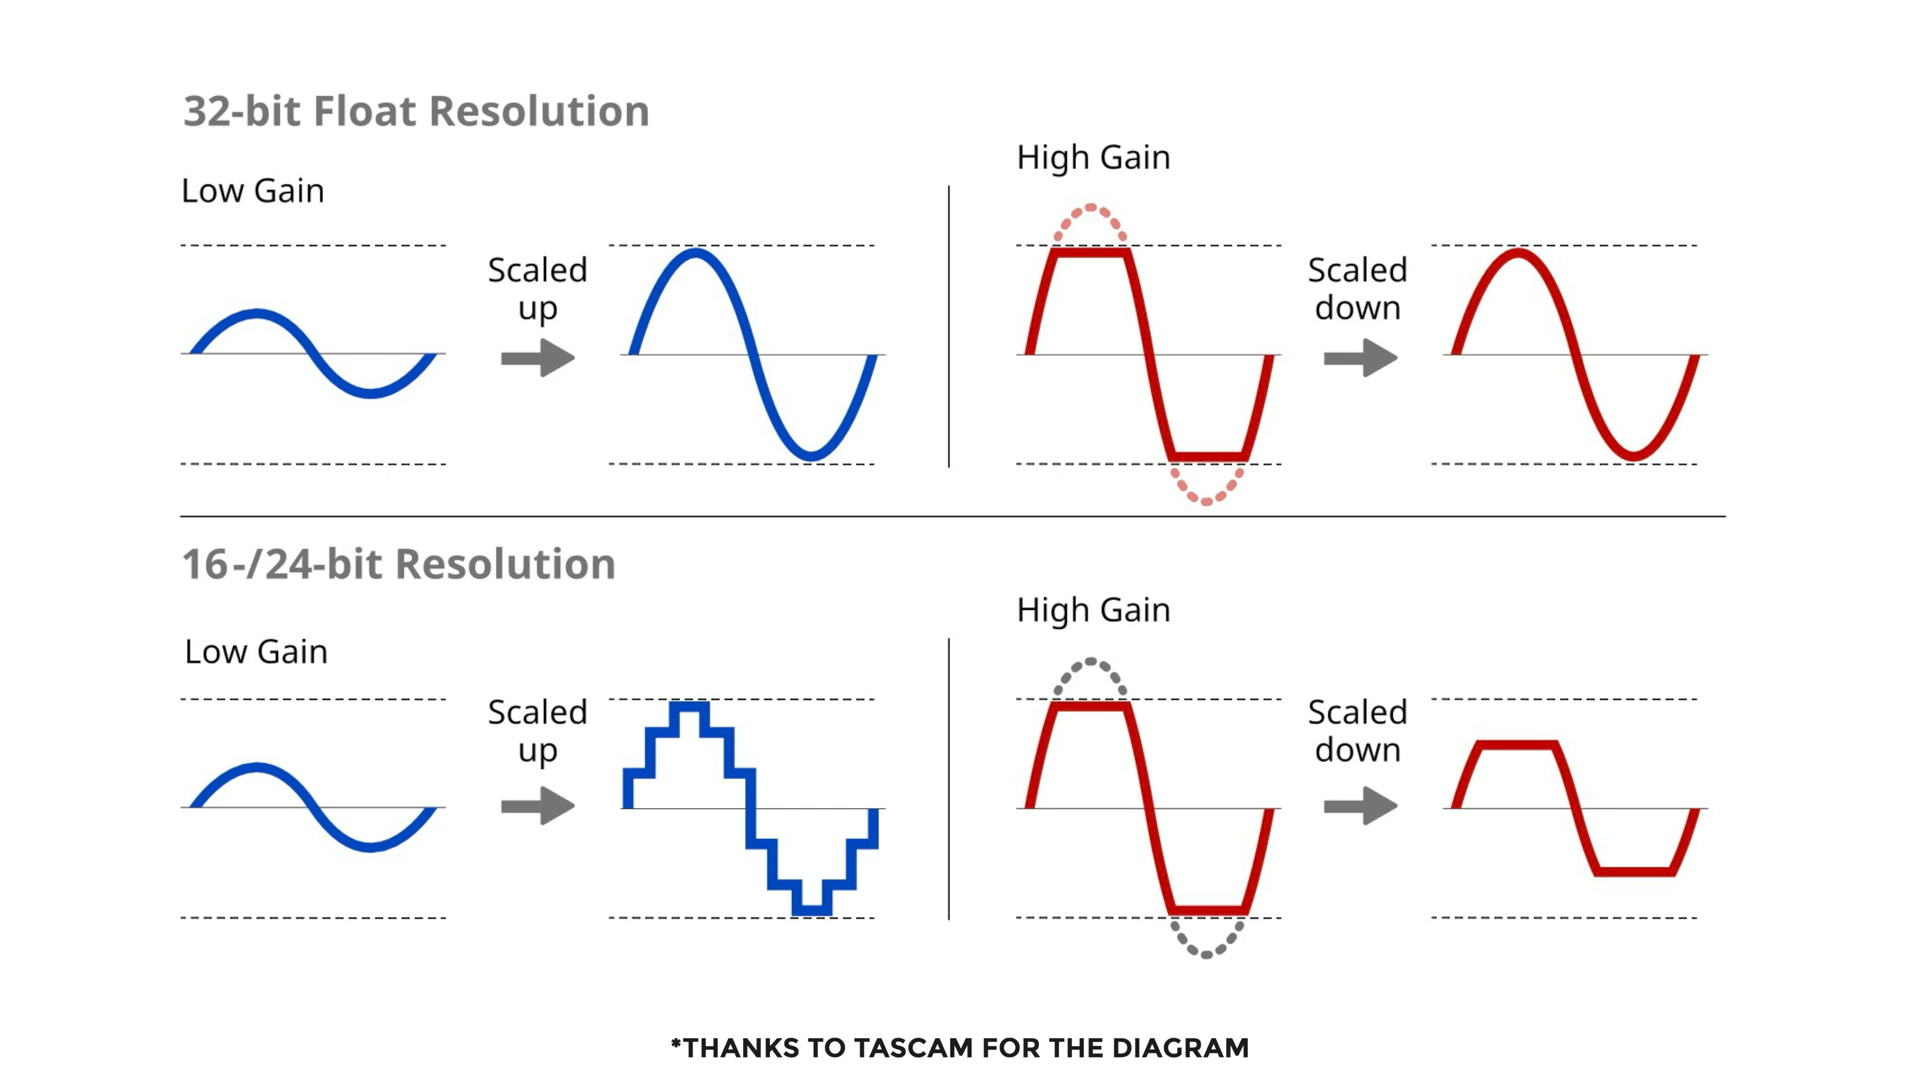 32-bit Float Resolution
Low Gain
Scaled
up
High Gain
Scaled
down
16-/24-bit Resolution
Low Gain
Scaled
up
High Gain
Scaled
down
*THANKS TO TASCAM FOR THE DIAGRAM